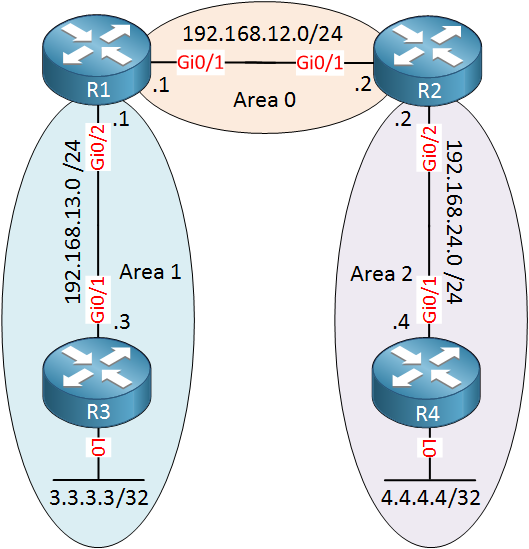 192.168.12.0/24
Gi0/1
Gi0/1
R1
.1
Area 0
.2
R2
.1
Gi0/2
192.168.13.0 /24
Area 1
Gi0/1
.3
R3
L0
3.3.3.3/32
.2
Gi0/2
192.168.24.0 /24
Area 2
Gi0/1
.4
R4
L0
4.4.4.4/32